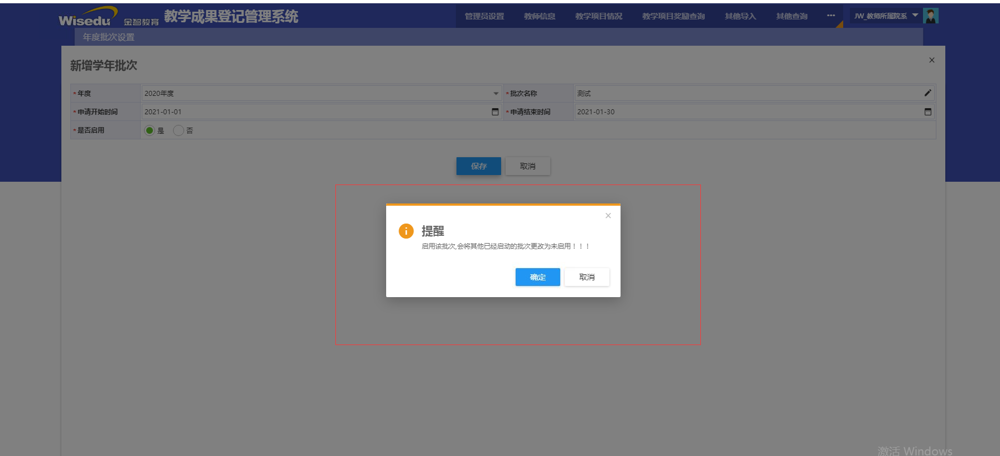 Wisedu 金智教育 教学成果登记管理系统 管理员设置 教师信息 教学项目情况 教学项目奖励查询 其他导入 其他查询 ••• JW_教师所属院系
年度批次设置
新增学年批次 ×
* 年度 2020年度 * 批次名称 测试
* 申请开始时间 2021-01-01 * 申请结束时间 2021-01-30
* 是否启用 是 否
保存 取消
×
提醒
启用该批次,会将其他已经启动的批次更改为未启用！！！
确定 取消
激活 Windows